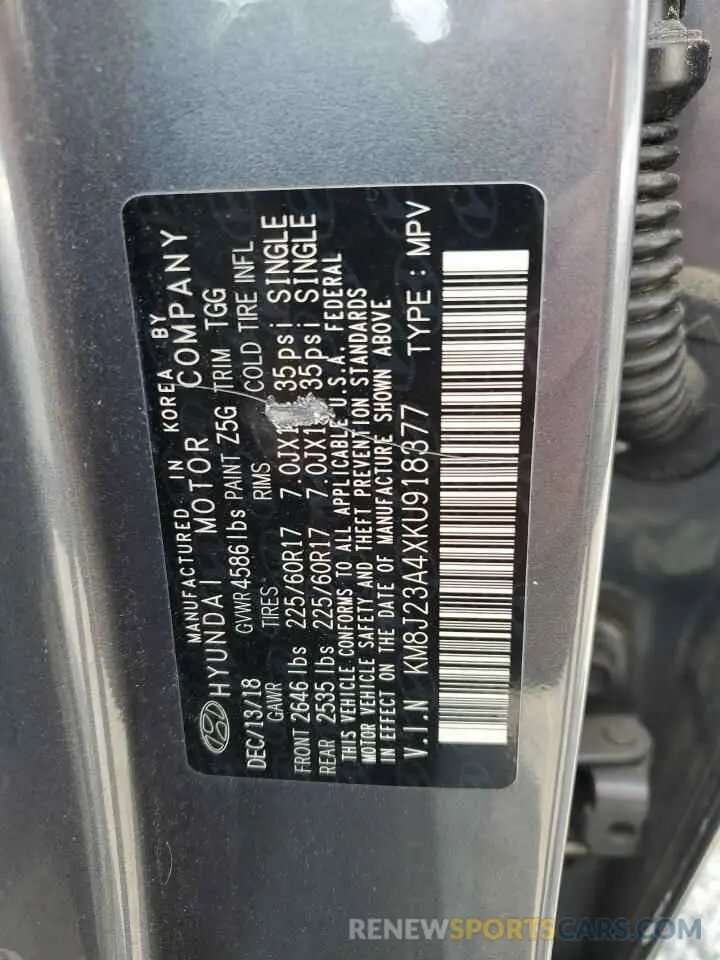 MANUFACTURED IN KOREA BY
HYUNDAI MOTOR COMPANY
DEC/13/18 GVWR 4586lbs PAINT Z5G TRIM TGG
GAWR TIRES RIMS COLD TIRE INFL
FRONT 2646 lbs 225/60R17 7.0JX1 35psi SINGLE
REAR 2535 lbs 225/60R17 7.0JX1 35psi SINGLE
THIS VEHICLE CONFORMS TO ALL APPLICABLE U.S.A. FEDERAL
MOTOR VEHICLE SAFETY AND THEFT PREVENTION STANDARDS
IN EFFECT ON THE DATE OF MANUFACTURE SHOWN ABOVE.
V.I.N KM8J23A4XKU918377 TYPE : MPV
RENEWSPORTSCARS.COM